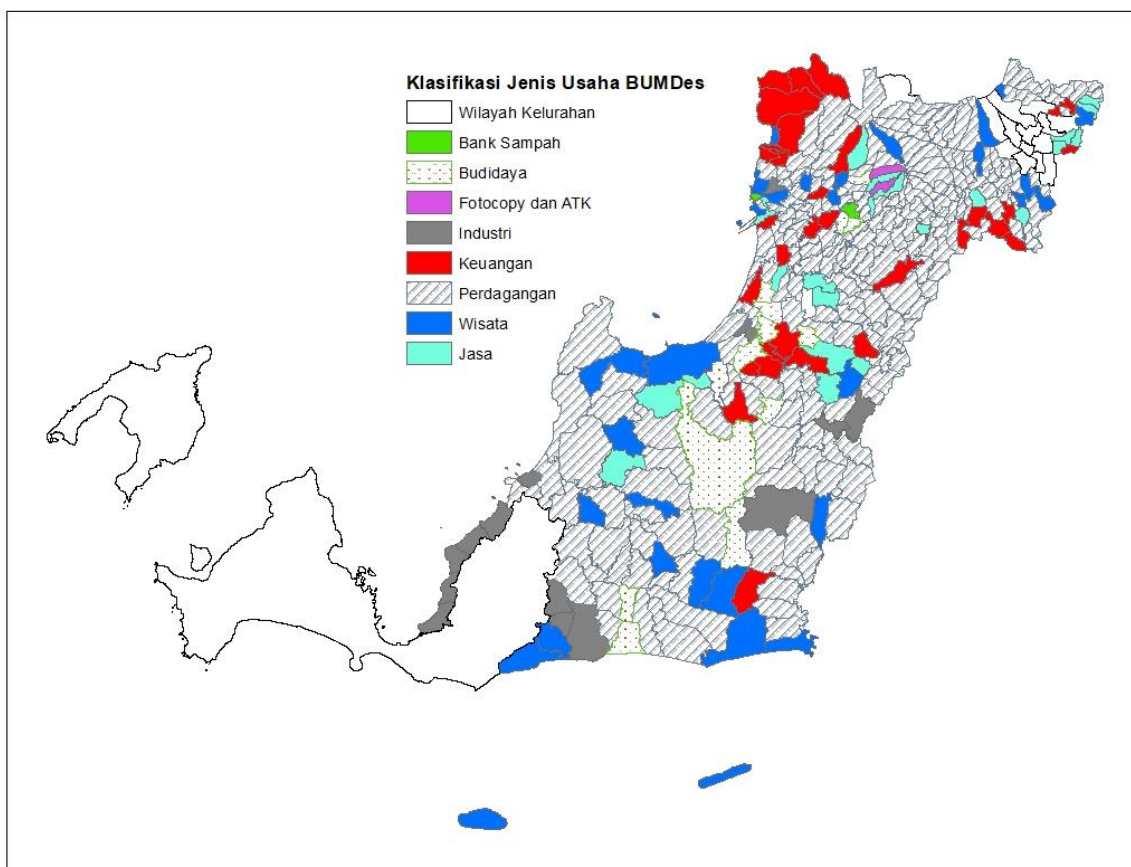 Klasifikasi Jenis Usaha BUMDes
Wilayah Kelurahan
Bank Sampah
Budidaya
Fotocopy dan ATK
Industri
Keuangan
Perdagangan
Wisata
Jasa